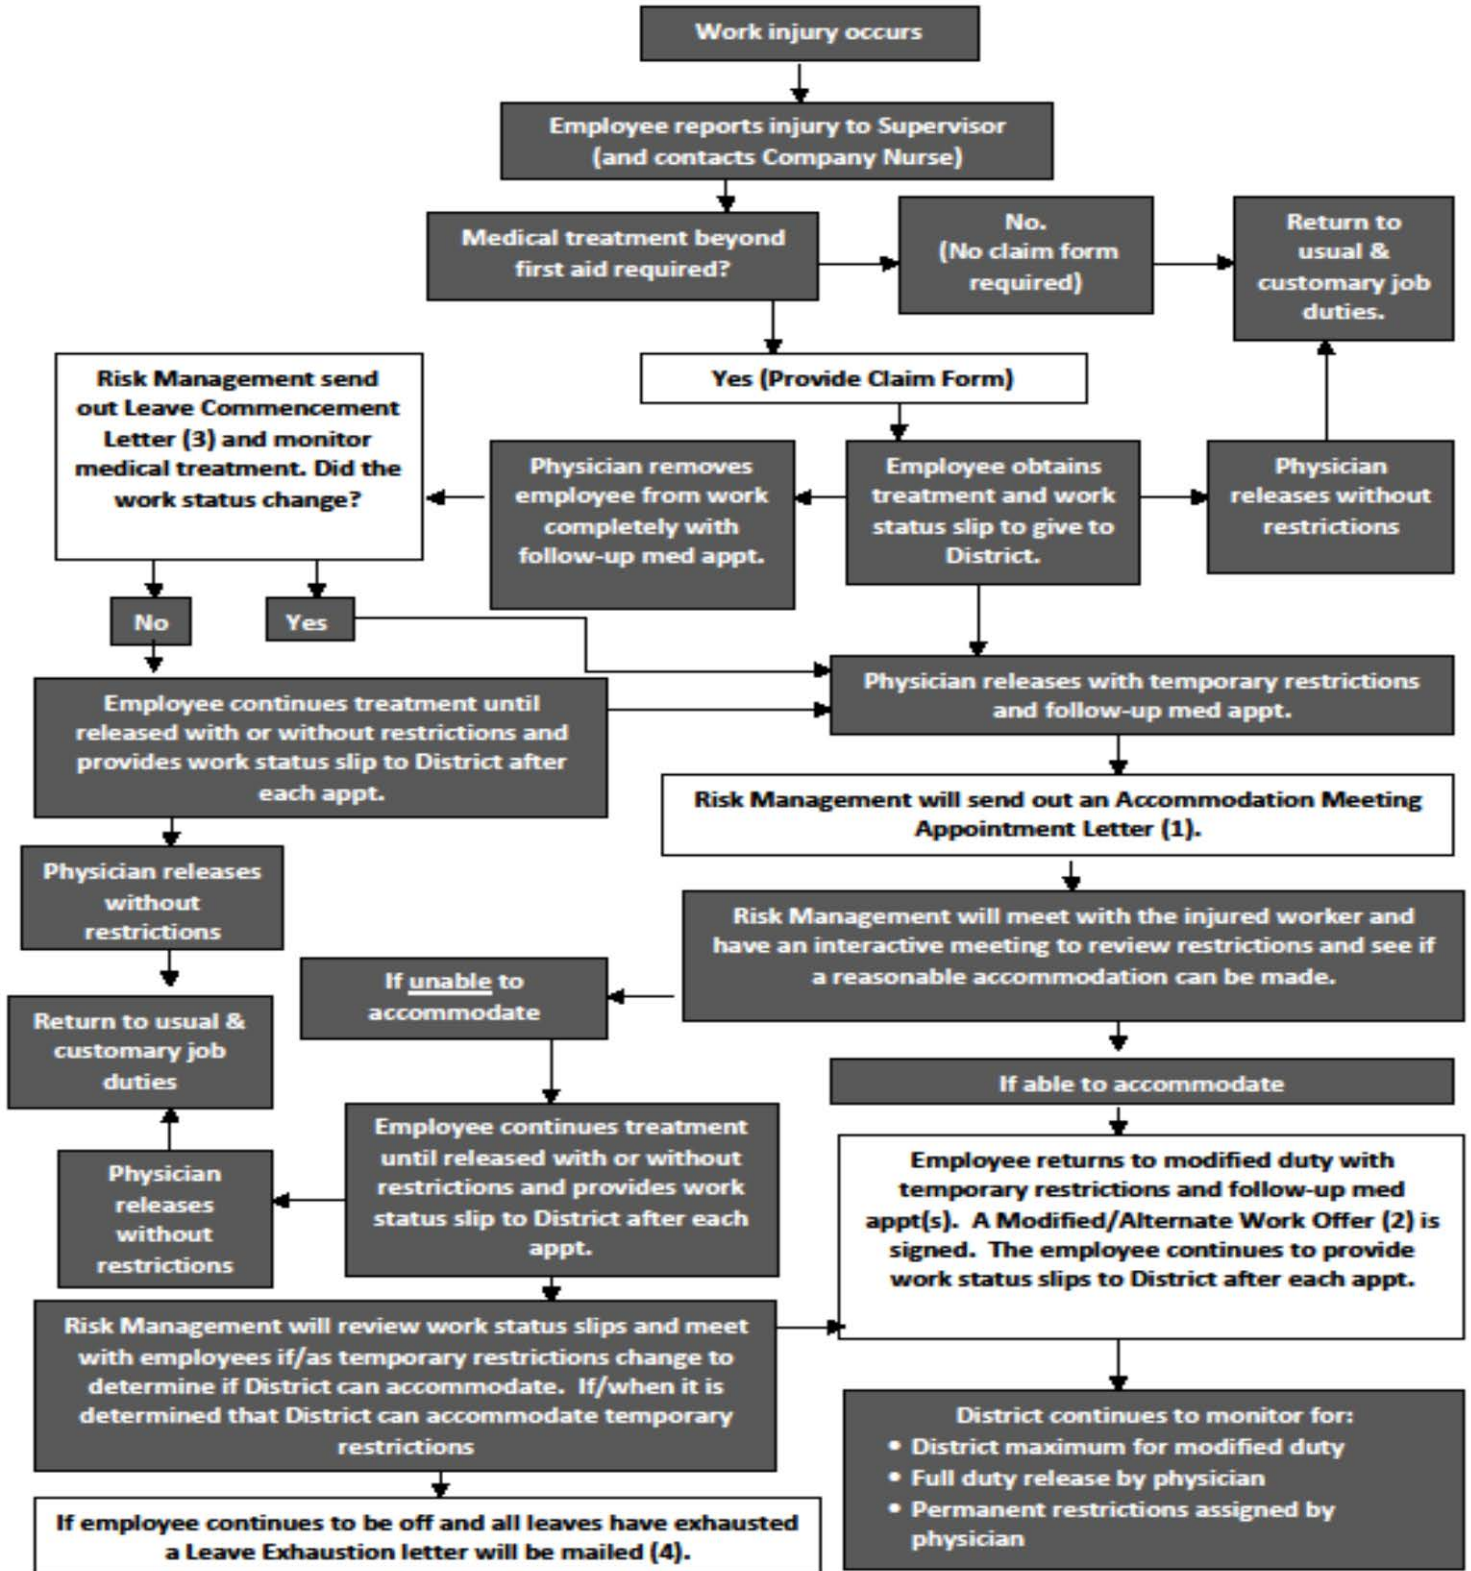 Work injury occurs
Employee reports injury to Supervisor
(and contacts Company Nurse)
Medical treatment beyond
first aid required?
No.
(No claim form
required)
Return to
usual &
customary job
duties.
Risk Management send
out Leave Commencement
Letter (3) and monitor
medical treatment. Did the
work status change?
Yes (Provide Claim Form)
Physician removes
employee from work
completely with
follow-up med appt.
Employee obtains
treatment and work
status slip to give to
District.
Physician
releases without
restrictions
No
Yes
Employee continues treatment until
released with or without restrictions and
provides work status slip to District after
each appt.
Physician releases with temporary restrictions
and follow-up med appt.
Risk Management will send out an Accommodation Meeting
Appointment Letter (1).
Physician releases
without
restrictions
Risk Management will meet with the injured worker and
have an interactive meeting to review restrictions and see if
a reasonable accommodation can be made.
If unable to
accommodate
Return to usual &
customary job
duties
If able to accommodate
Employee continues treatment
until released with or without
restrictions and provides work
status slip to District after each
appt.
Physician
releases
without
restrictions
Employee returns to modified duty with
temporary restrictions and follow-up med
appt(s).  A Modified/Alternate Work Offer (2) is
signed.  The employee continues to provide
work status slips to District after each appt.
Risk Management will review work status slips and meet
with employees if/as temporary restrictions change to
determine if District can accommodate.  If/when it is
determined that District can accommodate temporary
restrictions
District continues to monitor for:
• District maximum for modified duty
• Full duty release by physician
• Permanent restrictions assigned by
physician
If employee continues to be off and all leaves have exhausted
a Leave Exhaustion letter will be mailed (4).